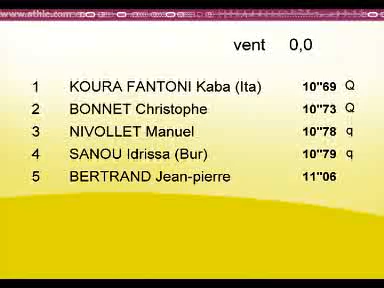 www.athle.com
vent 0,0
1 KOURA FANTONI Kaba (Ita) 10"69 Q
2 BONNET Christophe 10"73 Q
3 NIVOLLET Manuel 10"78 q
4 SANOU Idrissa (Bur) 10"79 q
5 BERTRAND Jean-pierre 11"06